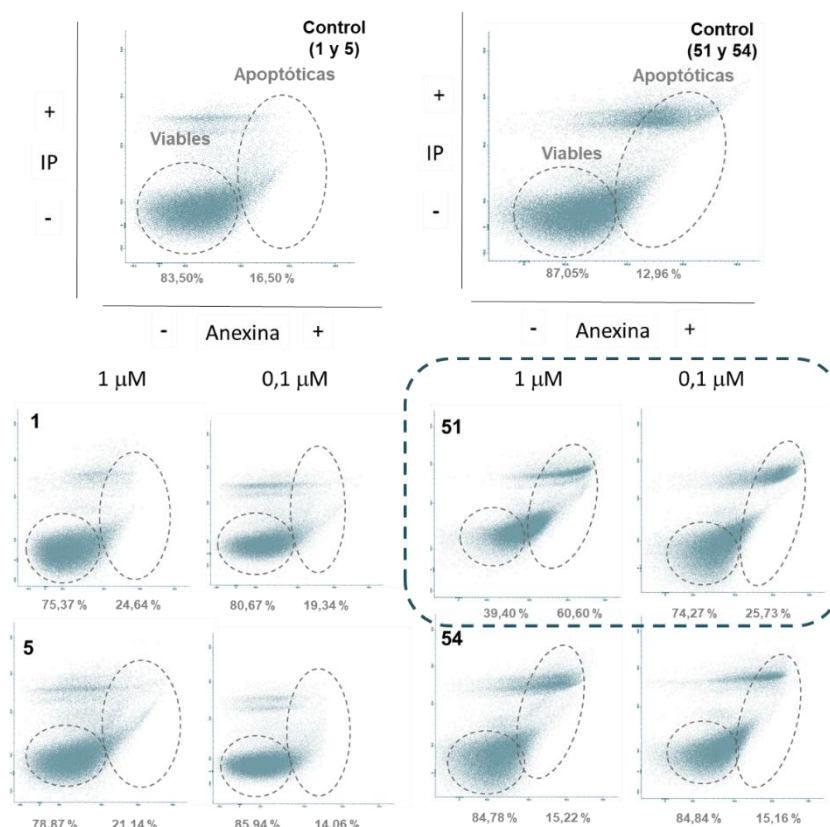 Control
(1 y 5)
Apoptóticas
Viables
+
IP
-
83,50%
16,50 %
-
Anexina
+
Control
(51 y 54)
Apoptóticas
Viables
+
IP
-
87,05%
12,96 %
-
Anexina
+
1 µM
0,1 µM
1
75,37 %
24,64 %
80,67 %
19,34 %
5
78,87 %
21,14 %
85,94 %
14,06 %
1 µM
0,1 µM
51
39,40 %
60,60 %
74,27 %
25,73 %
54
84,78 %
15,22 %
84,84 %
15,16 %